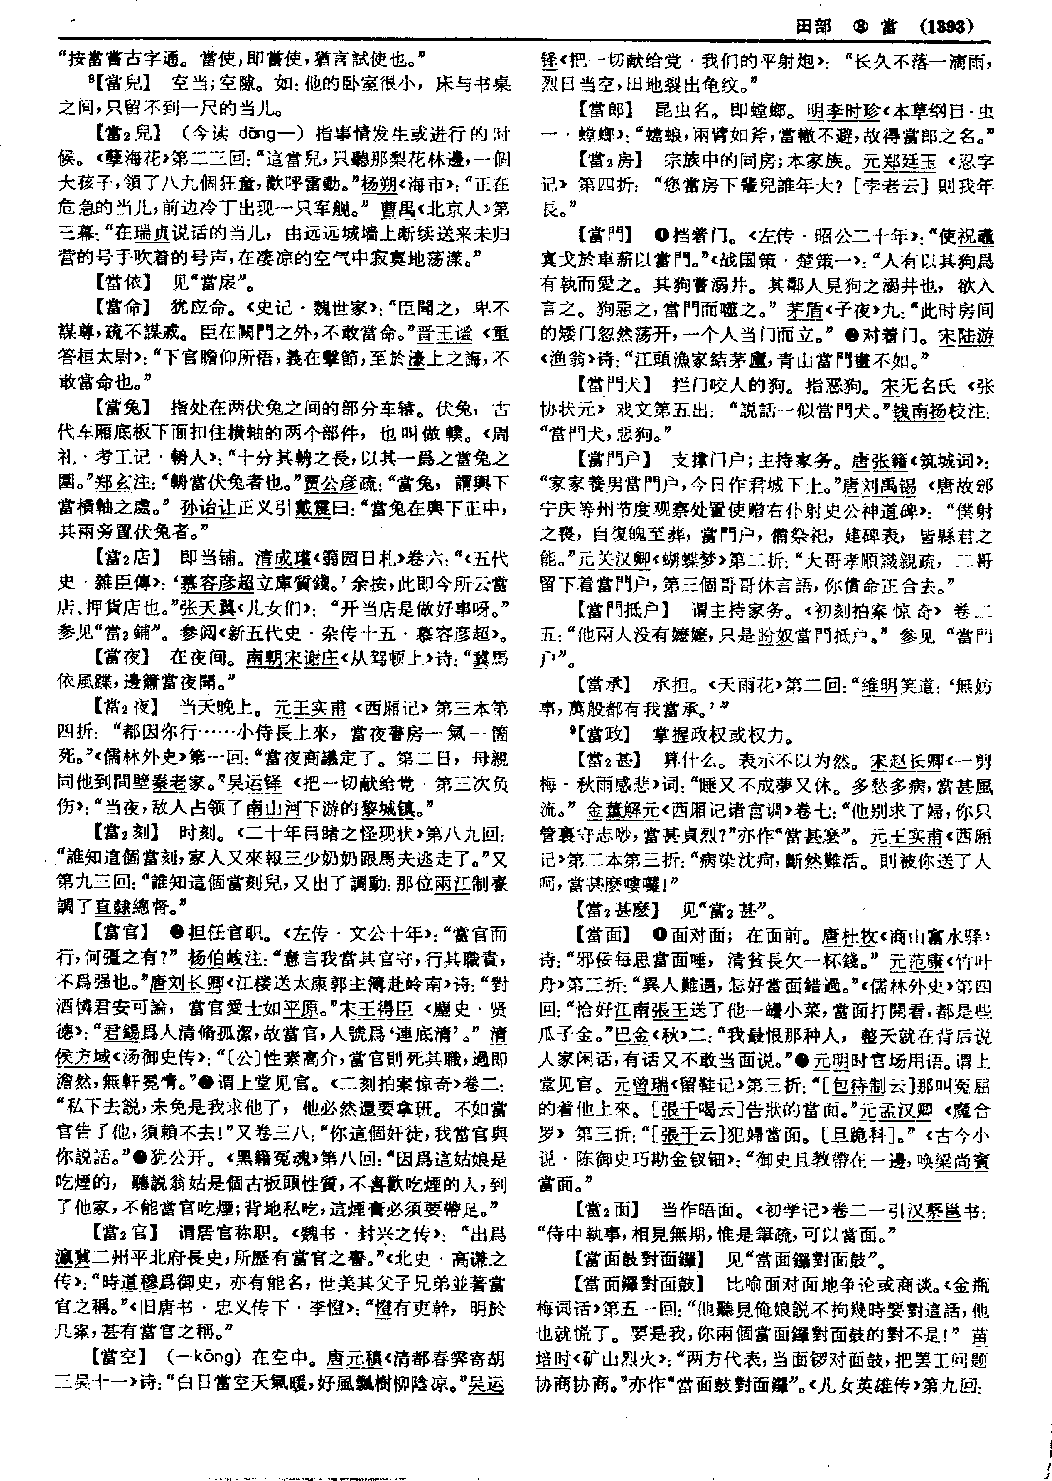 田部 ⑧ 當 (1393)
“按當嘗古字通。當使,即嘗使,猶言試使也。”
⁸【當兒】 空当;空隙。如:他的卧室很小，床与书桌
之间,只留不到一尺的当儿。
【當₂兒】（今读 dāng—）指事情发生或进行的时
候。《孽海花》第二二回:“這當兒,只聽那梨花林邊,一個
大孩子,領了八九個狂童,歡呼雷動。”杨朔《海市》:“正在
危急的当儿,前边冷丁出现一只军舰。” 曹禺《北京人》第
三幕:“在瑞贞说话的当儿，由远远城墙上断续送来未归
营的号手吹着的号声,在凄凉的空气中寂寞地荡漾。”
【當依】 见“當扆”。
【當命】 犹应命。《史记·魏世家》:“臣聞之，卑不
謀尊,疏不謀戚。臣在闕門之外,不敢當命。”晋王谧《重
答桓太尉》:“下官瞻仰所悟,義在擊節;至於濠上之誨,不
敢當命也。”
【當兔】 指处在两伏兔之间的部分车辕。伏兔，古
代车厢底板下面扣住横轴的两个部件，也叫做轐。《周
礼·考工记·輈人》:“十分其輈之長,以其一爲之當兔之
圍。”郑玄注:“輈當伏兔者也。”贾公彦疏:“當兔，謂輿下
當横軸之處。” 孙诒让正义引戴震曰:“當兔在輿下正中,
其兩旁置伏兔者。”
【當₂店】 即当铺。清成瓘《篛园日札》卷六:“《五代
史·雜臣傳》:‘慕容彦超立庫質錢。’余按,此即今所云當
店、押貨店也。”张天翼《儿女们》:“开当店是做好事呀。”
参见“當₂鋪”。参阅《新五代史·杂传十五·慕容彦超》。
【當夜】 在夜间。南朝宋谢庄《从驾顿上》诗:“冀馬
依風蹀,邊簫當夜聞。”
【當₂夜】 当天晚上。元王实甫《西厢记》第三本第
四折:“都因你行……小侍長上來，當夜書房一氣一箇
死。”《儒林外史》第一回:“當夜商議定了。第二日，母親
同他到間壁秦老家。”吴运铎《把一切献给党·第三次负
伤》:“当夜,敌人占领了南山河下游的黎城镇。”
【當₂刻】 时刻。《二十年目睹之怪现状》第八九回:
“誰知這個當刻,家人又來報三少奶奶跟馬夫逃走了。”又
第九三回:“誰知這個當刻兒,又出了調動:那位兩江制臺
調了直隸總督。”
【當官】 ❶担任官职。《左传·文公十年》:“當官而
行,何彊之有?” 杨伯峻注:“意言我當其官守,行其職責,
不爲强也。”唐刘长卿《江楼送太康郭主簿赴岭南》诗:“對
酒憐君安可論，當官愛士如平原。”宋王得臣《麈史·贤
德》:“君錫爲人清脩孤潔,故當官,人號爲‘連底清’。” 清
侯方域《汤御史传》:“[公]性素高介,當官則死其職,過即
澹然,無軒冕情。”❷谓上堂见官。《二刻拍案惊奇》卷二:
“私下去説,未免是我求他了，他必然還要拿班。不如當
官告了他,須賴不去!”又卷三八:“你這個奸徒,我當官與
你説話。”❸犹公开。《黑籍冤魂》第八回:“因爲這姑娘是
吃煙的，聽説翁姑是個古板頭性質,不喜歡吃煙的人,到
了他家,不能當官吃煙;背地私吃,這煙膏必須要帶足。”
【當₂官】 谓居官称职。《魏书·封兴之传》:“出爲
瀛冀二州平北府長史,所歷有當官之譽。”《北史·高谦之
传》:“時道穆爲御史，亦有能名，世美其父子兄弟並著當
官之稱。”《旧唐书·忠义传下·李憕》:“憕有吏幹，明於
几案,甚有當官之稱。”
【當空】（—kōng）在空中。唐元稹《清都春霁寄胡
三吴十一》诗:“白日當空天氣暖,好風飄樹柳陰凉。”吴运
铎《把一切献给党·我们的平射炮》:“长久不落一滴雨,
烈日当空,田地裂出龟纹。”
【當郎】 昆虫名。即螳螂。明李时珍《本草纲目·虫
一·螳螂》:“蟷蜋,兩臂如斧,當轍不避,故得當郎之名。”
【當₂房】 宗族中的同房;本家族。元郑廷玉《忍字
记》第四折:“您當房下輩兒誰年大? [李老云] 則我年
長。”
【當門】 ❶挡着门。《左传·昭公二十年》:“使祝鼃
寘戈於車薪以當門。”《战国策·楚策一》:“人有以其狗爲
有執而愛之。其狗嘗溺井。其鄰人見狗之溺井也，欲入
言之。狗惡之,當門而噬之。” 茅盾《子夜》九:“此时房间
的矮门忽然荡开,一个人当门而立。” ❷对着门。宋陆游
《渔翁》诗:“江頭漁家結茅廬,青山當門畫不如。”
【當門犬】 拦门咬人的狗。指恶狗。宋无名氏《张
协状元》戏文第五出:“説話一似當門犬。”钱南扬校注:
“當門犬,惡狗。”
【當門户】 支撑门户;主持家务。唐张籍《筑城词》:
“家家養男當門户,今日作君城下土。”唐刘禹锡《唐故邠
宁庆等州节度观察处置使赠右仆射史公神道碑》:“僕射
之喪，自復魄至葬，當門户，備祭祀，建碑表，皆縣君之
能。”元关汉卿《蝴蝶梦》第二折:“大哥孝順識親疏，二哥
留下着當門户,第三個哥哥休言語,你償命正合去。”
【當門抵户】 谓主持家务。《初刻拍案惊奇》卷二
五:“他兩人没有嬷嬷,只是盼奴當門抵户。” 参见“當門
户”。
【當承】 承担。《天雨花》第二回:“维明笑道:‘無妨
事,萬般都有我當承。’”
⁹【當政】 掌握政权或权力。
【當₂甚】 算什么。表示不以为然。宋赵长卿《一剪
梅·秋雨感悲》词:“睡又不成夢又休。多愁多病,當甚風
流。” 金董解元《西厢记诸宫调》卷七:“他别求了婦,你只
管裏守志唦,當甚貞烈?”亦作“當甚麽”。元王实甫《西厢
记》第二本第三折:“病染沈疴,斷然難活。則被你送了人
呵,當甚麽嘍囉!”
【當₂甚麽】 见“當₂甚”。
【當面】 ❶面对面；在面前。唐杜牧《商山富水驿》
诗:“邪佞每思當面唾，清貧長欠一杯錢。” 元范康《竹叶
舟》第二折:“異人難遇,怎好當面錯過。”《儒林外史》第四
回:“恰好江南張王送了他一罎小菜,當面打開看,都是些
瓜子金。”巴金《秋》二:“我最恨那种人，整天就在背后说
人家闲话,有话又不敢当面说。”❷元明时官场用语。谓上
堂见官。元曾瑞《留鞋记》第三折:“[包待制云]那叫冤屈
的着他上來。[張千喝云]告狀的當面。”元孟汉卿《魔合
罗》第三折:“[張千云]犯婦當面。[旦跪科]。”《古今小
说·陈御史巧勘金钗钿》:“御史且教帶在一邊,唤梁尚賓
當面。”
【當₂面】 当作晤面。《初学记》卷二一引汉蔡邕书:
“侍中執事,相見無期,惟是筆疏,可以當面。”
【當面鼓對面鑼】 见“當面鑼對面鼓”。
【當面鑼對面鼓】 比喻面对面地争论或商谈。《金瓶
梅词话》第五一回:“他聽見俺娘説不拘幾時要對這話,他
也就慌了。要是我,你兩個當面鑼對面鼓的對不是!” 苗
培时《矿山烈火》:“两方代表,当面锣对面鼓,把罢工问题
协商协商。”亦作“當面鼓對面鑼”。《儿女英雄传》第九回: